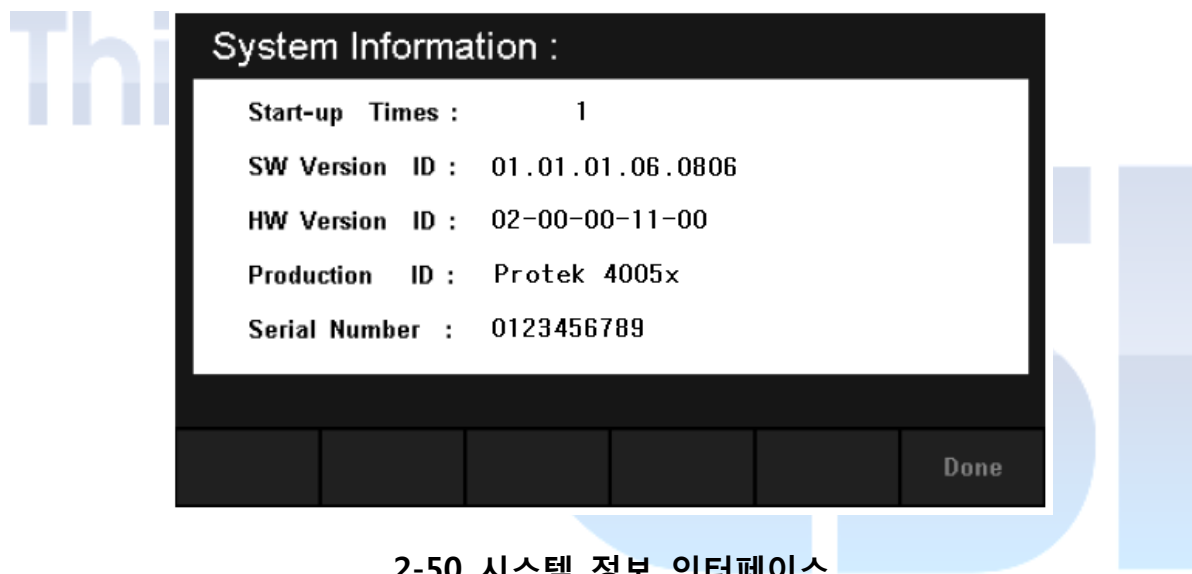 Thi
System Information :
Start-up Times : 1
SW Version ID : 01.01.01.06.0806
HW Version ID : 02-00-00-11-00
Production ID : Protek 4005x
Serial Number : 0123456789
Done
2-50 시스템 정보 인터페이스